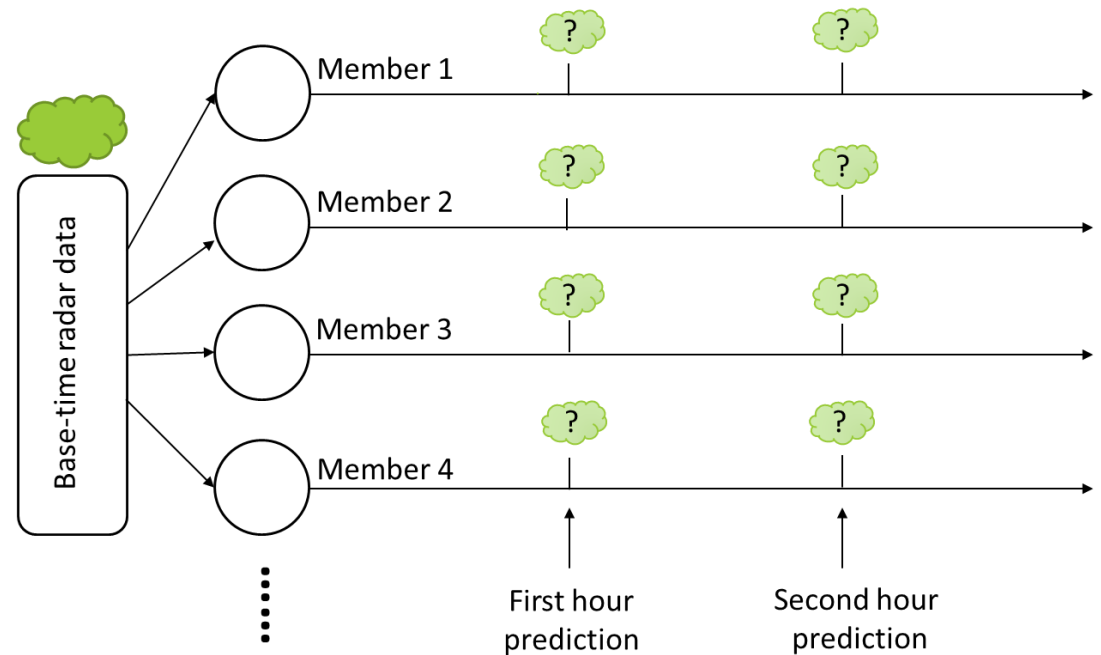 Base-time radar data
Member 1
?
?
Member 2
?
?
Member 3
?
?
Member 4
?
?
First hour
prediction
Second hour
prediction